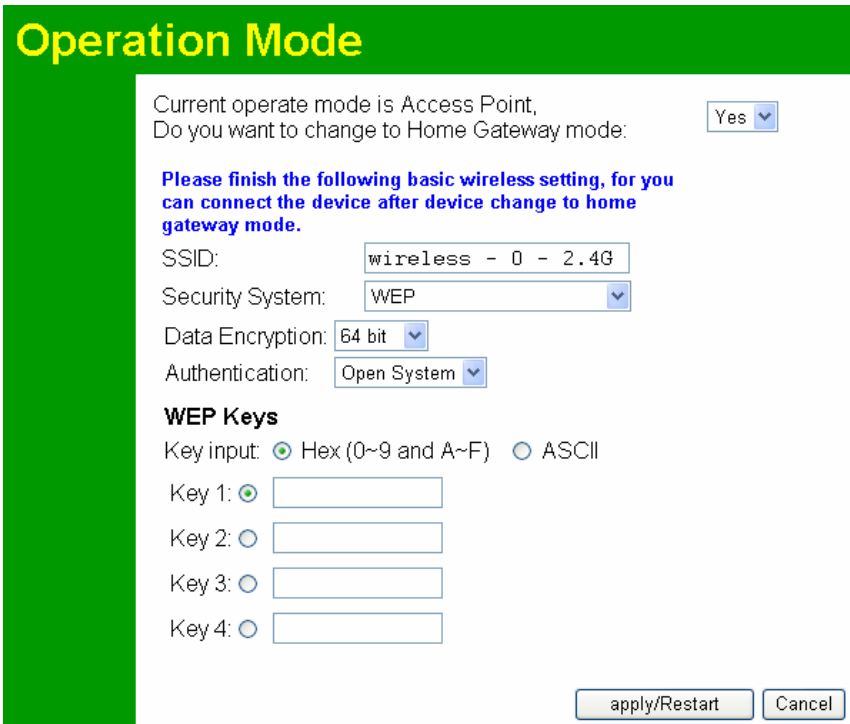 Operation Mode
Current operate mode is Access Point,
Do you want to change to Home Gateway mode:
Yes
Please finish the following basic wireless setting, for you
can connect the device after device change to home
gateway mode.
SSID: wireless - 0 - 2.4G
Security System: WEP
Data Encryption: 64 bit
Authentication: Open System
WEP Keys
Key input: Hex (0~9 and A~F) ASCII
Key 1:
Key 2:
Key 3:
Key 4:
apply/Restart Cancel